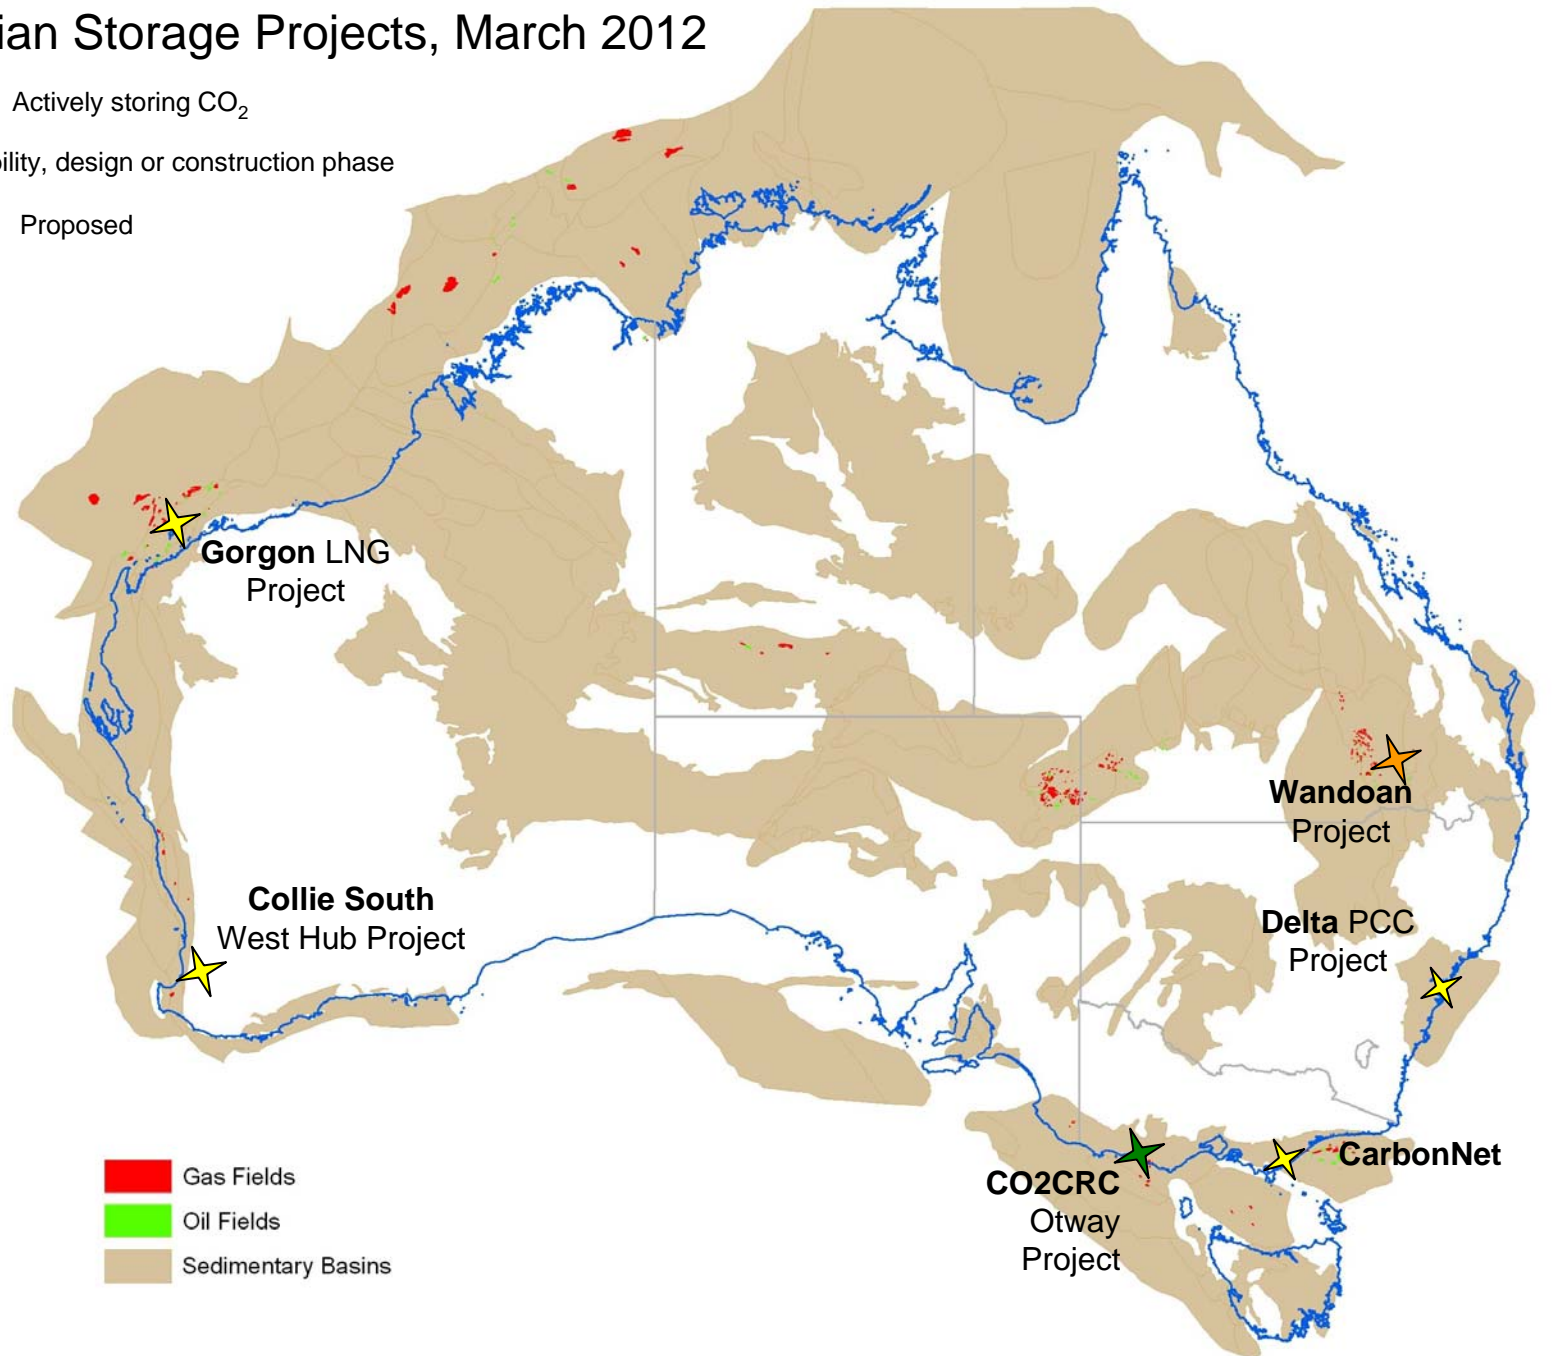 ian Storage Projects, March 2012
Actively storing CO₂
bility, design or construction phase
Proposed
Gorgon LNG
Project
Wandoan
Project
Collie South
West Hub Project
Delta PCC
Project
CarbonNet
CO2CRC
Otway
Project
Gas Fields
Oil Fields
Sedimentary Basins